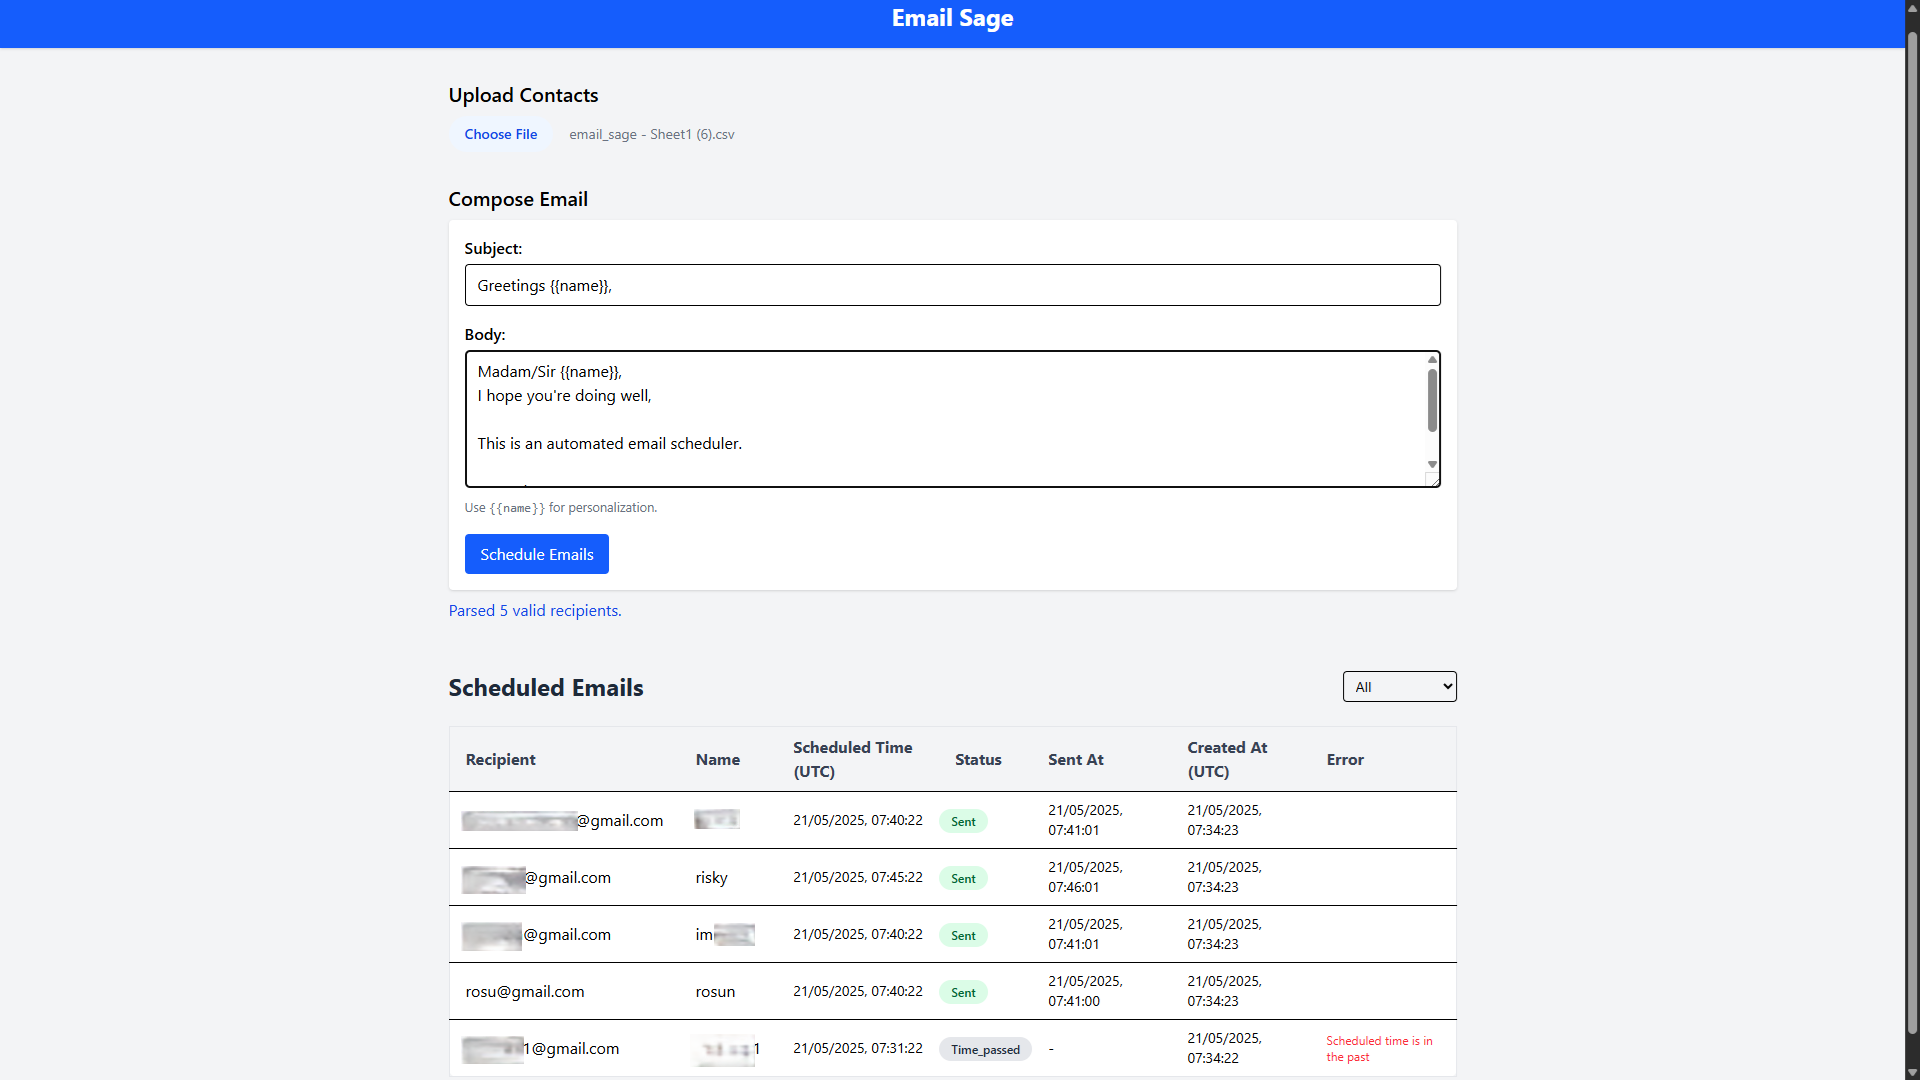 Email Sage
Upload Contacts
Choose File email_sage - Sheet1 (6).csv
Compose Email
Subject:
Greetings {{name}},
Body:
Madam/Sir {{name}},
I hope you're doing well,
This is an automated email scheduler.
Use {{name}} for personalization.
Schedule Emails
Parsed 5 valid recipients.
Scheduled Emails
All
Recipient Name Scheduled Time (UTC) Status Sent At Created At (UTC) Error
@gmail.com 21/05/2025, 07:40:22 Sent 21/05/2025, 07:41:01 21/05/2025, 07:34:23
@gmail.com risky 21/05/2025, 07:45:22 Sent 21/05/2025, 07:46:01 21/05/2025, 07:34:23
@gmail.com im 21/05/2025, 07:40:22 Sent 21/05/2025, 07:41:01 21/05/2025, 07:34:23
rosu@gmail.com rosun 21/05/2025, 07:40:22 Sent 21/05/2025, 07:41:00 21/05/2025, 07:34:23
1@gmail.com 1 21/05/2025, 07:31:22 Time_passed - 21/05/2025, 07:34:22 Scheduled time is in the past